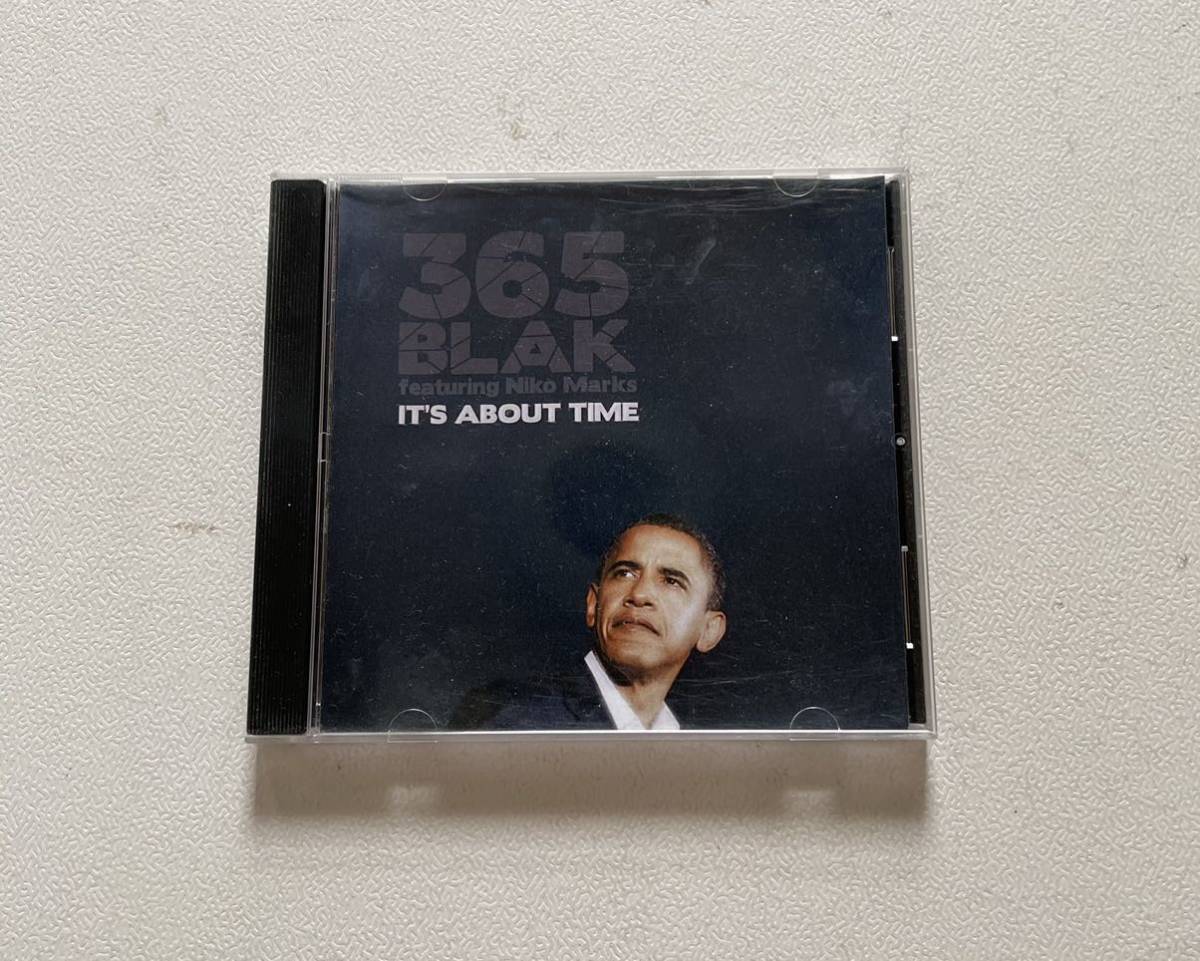 365
BLAK
featuring Niko Marks
IT'S ABOUT TIME